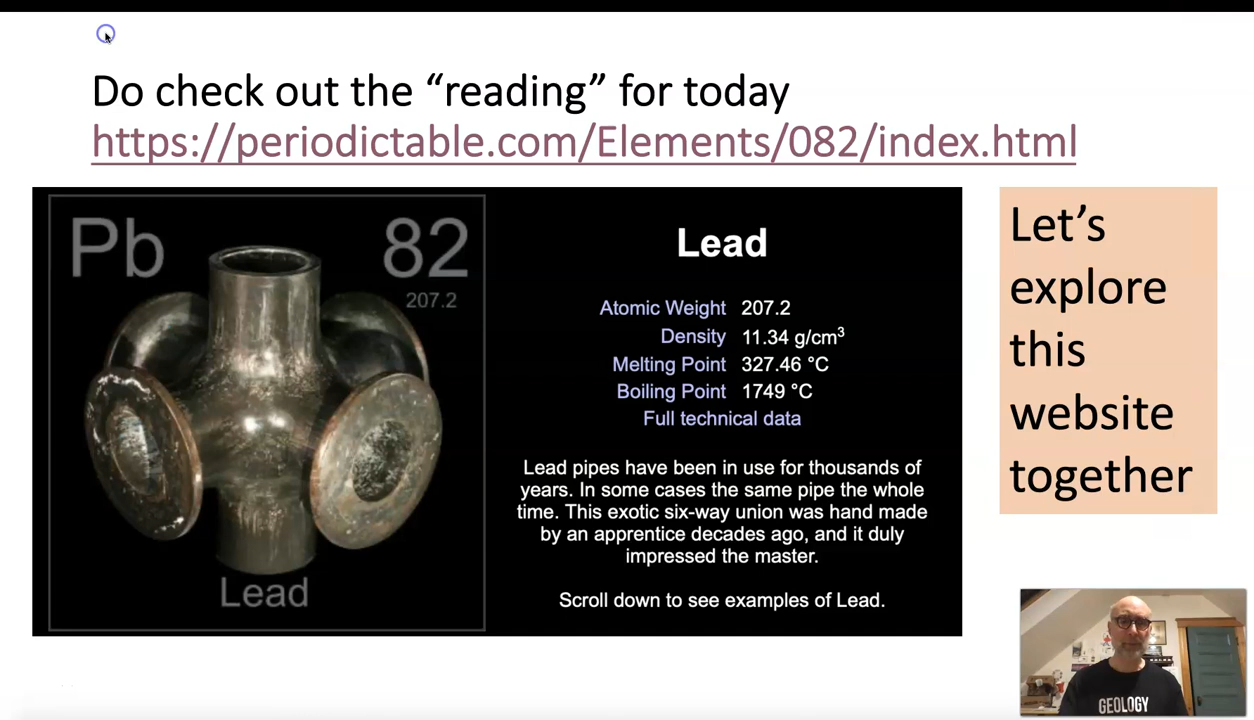 Do check out the “reading” for today
https://periodictable.com/Elements/082/index.html
Pb 82
207.2
Lead
Lead
Atomic Weight 207.2
Density 11.34 g/cm³
Melting Point 327.46 °C
Boiling Point 1749 °C
Full technical data
Lead pipes have been in use for thousands of
years. In some cases the same pipe the whole
time. This exotic six-way union was hand made
by an apprentice decades ago, and it duly
impressed the master.
Scroll down to see examples of Lead.
Let’s
explore
this
website
together
GEOLOGY